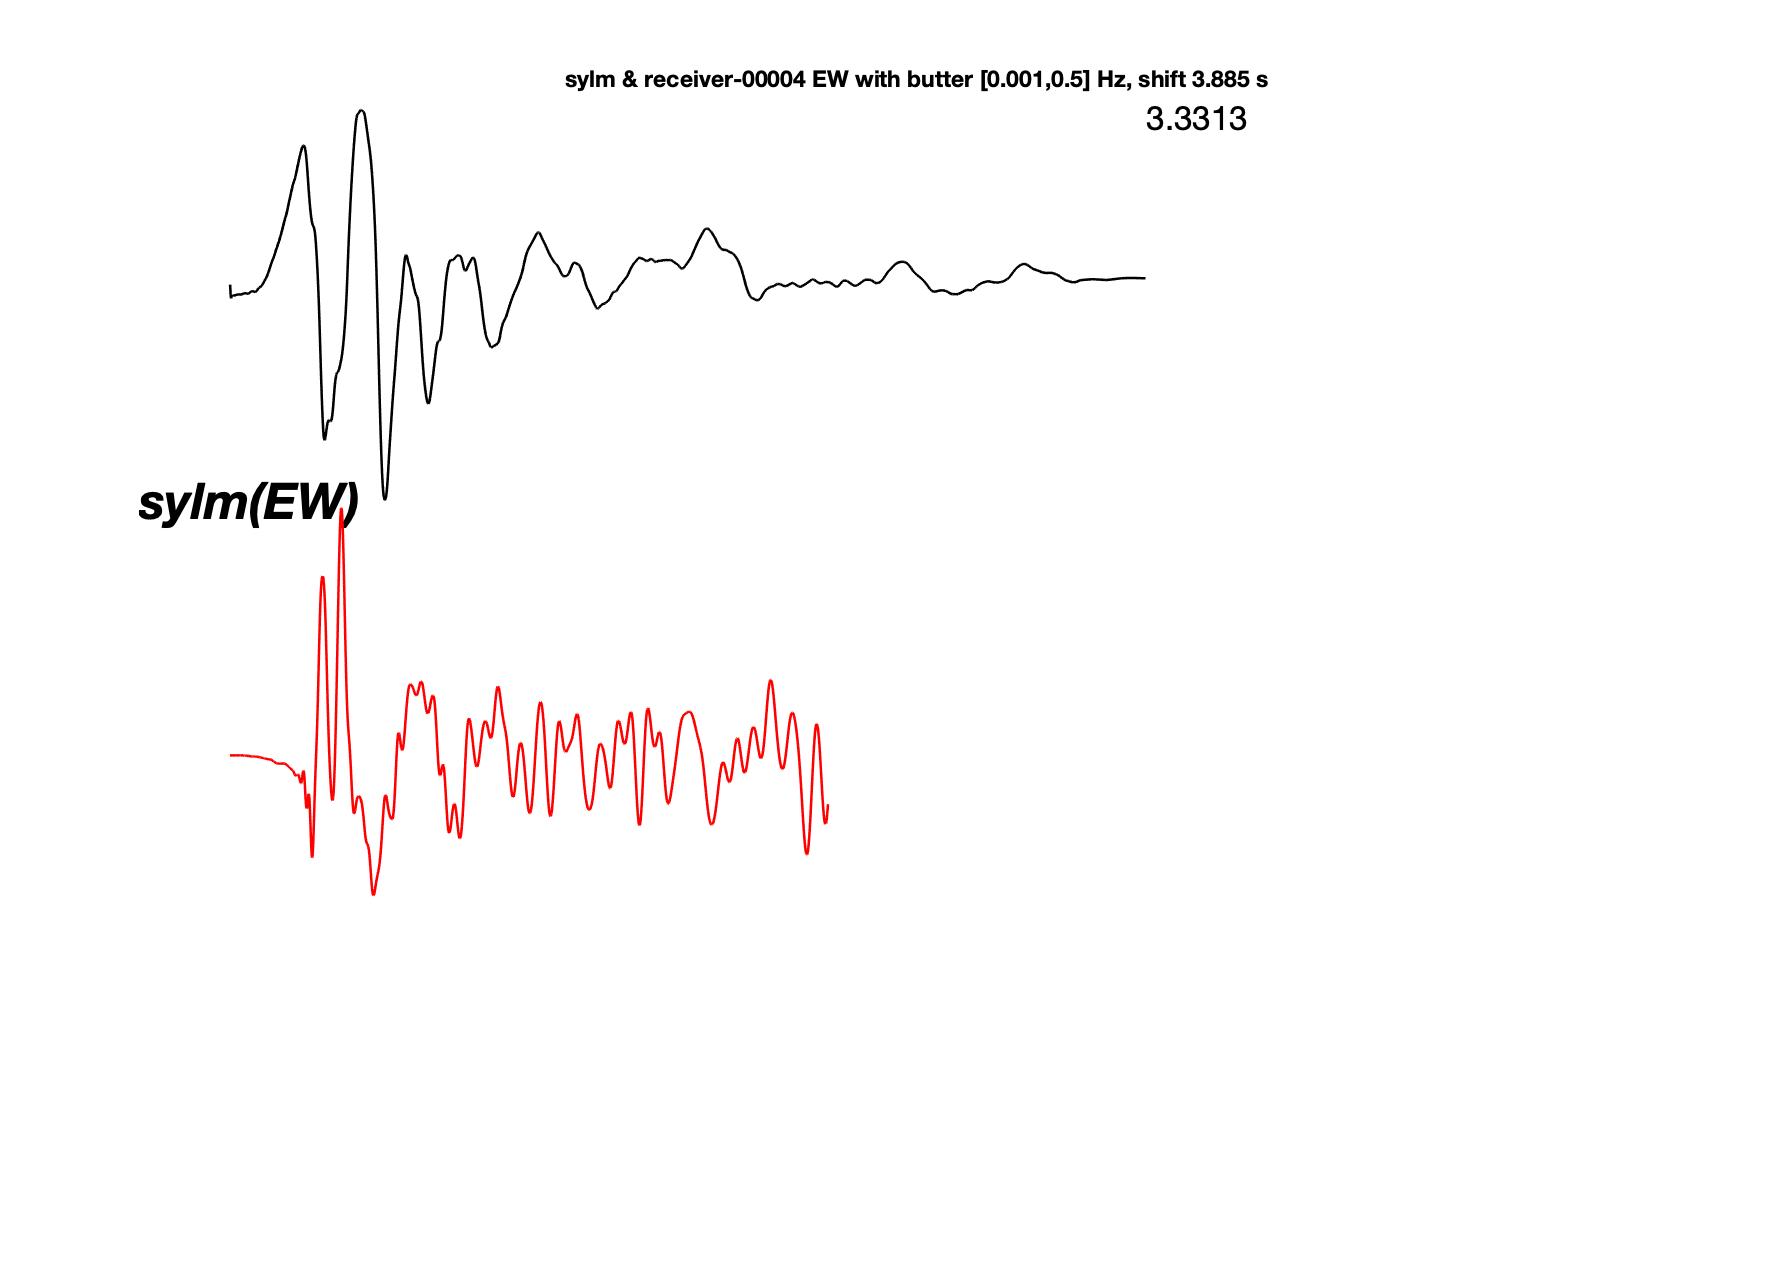 sylm & receiver-00004 EW with butter [0.001,0.5] Hz, shift 3.885 s
3.3313
sylm(EW)